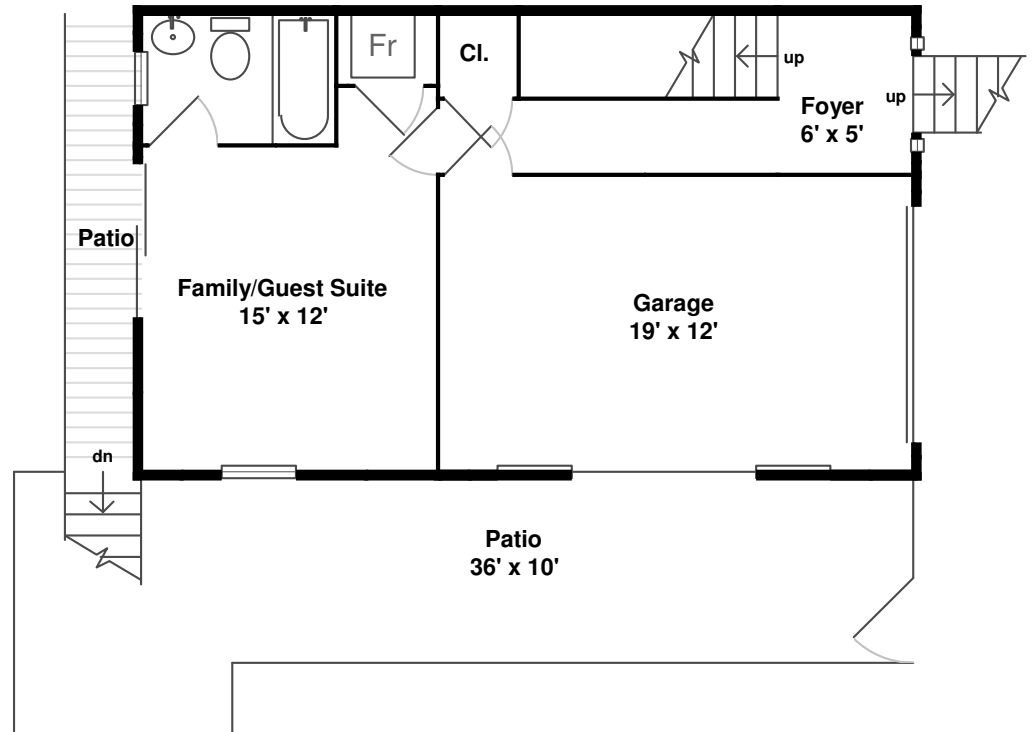 Fr
Cl.
up
up
Foyer
6' x 5'
Patio
Family/Guest Suite
15' x 12'
Garage
19' x 12'
dn
Patio
36' x 10'